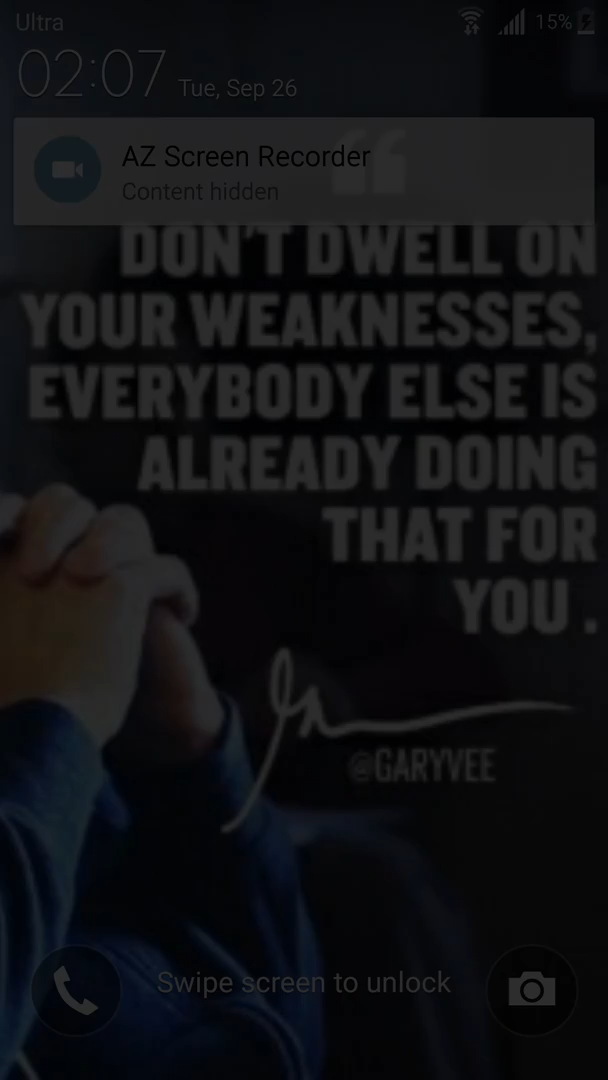 Ultra
15%
02:07 Tue, Sep 26
AZ Screen Recorder
Content hidden
DON'T DWELL ON
YOUR WEAKNESSES,
EVERYBODY ELSE IS
ALREADY DOING
THAT FOR
YOU .
@GARYVEE
Swipe screen to unlock